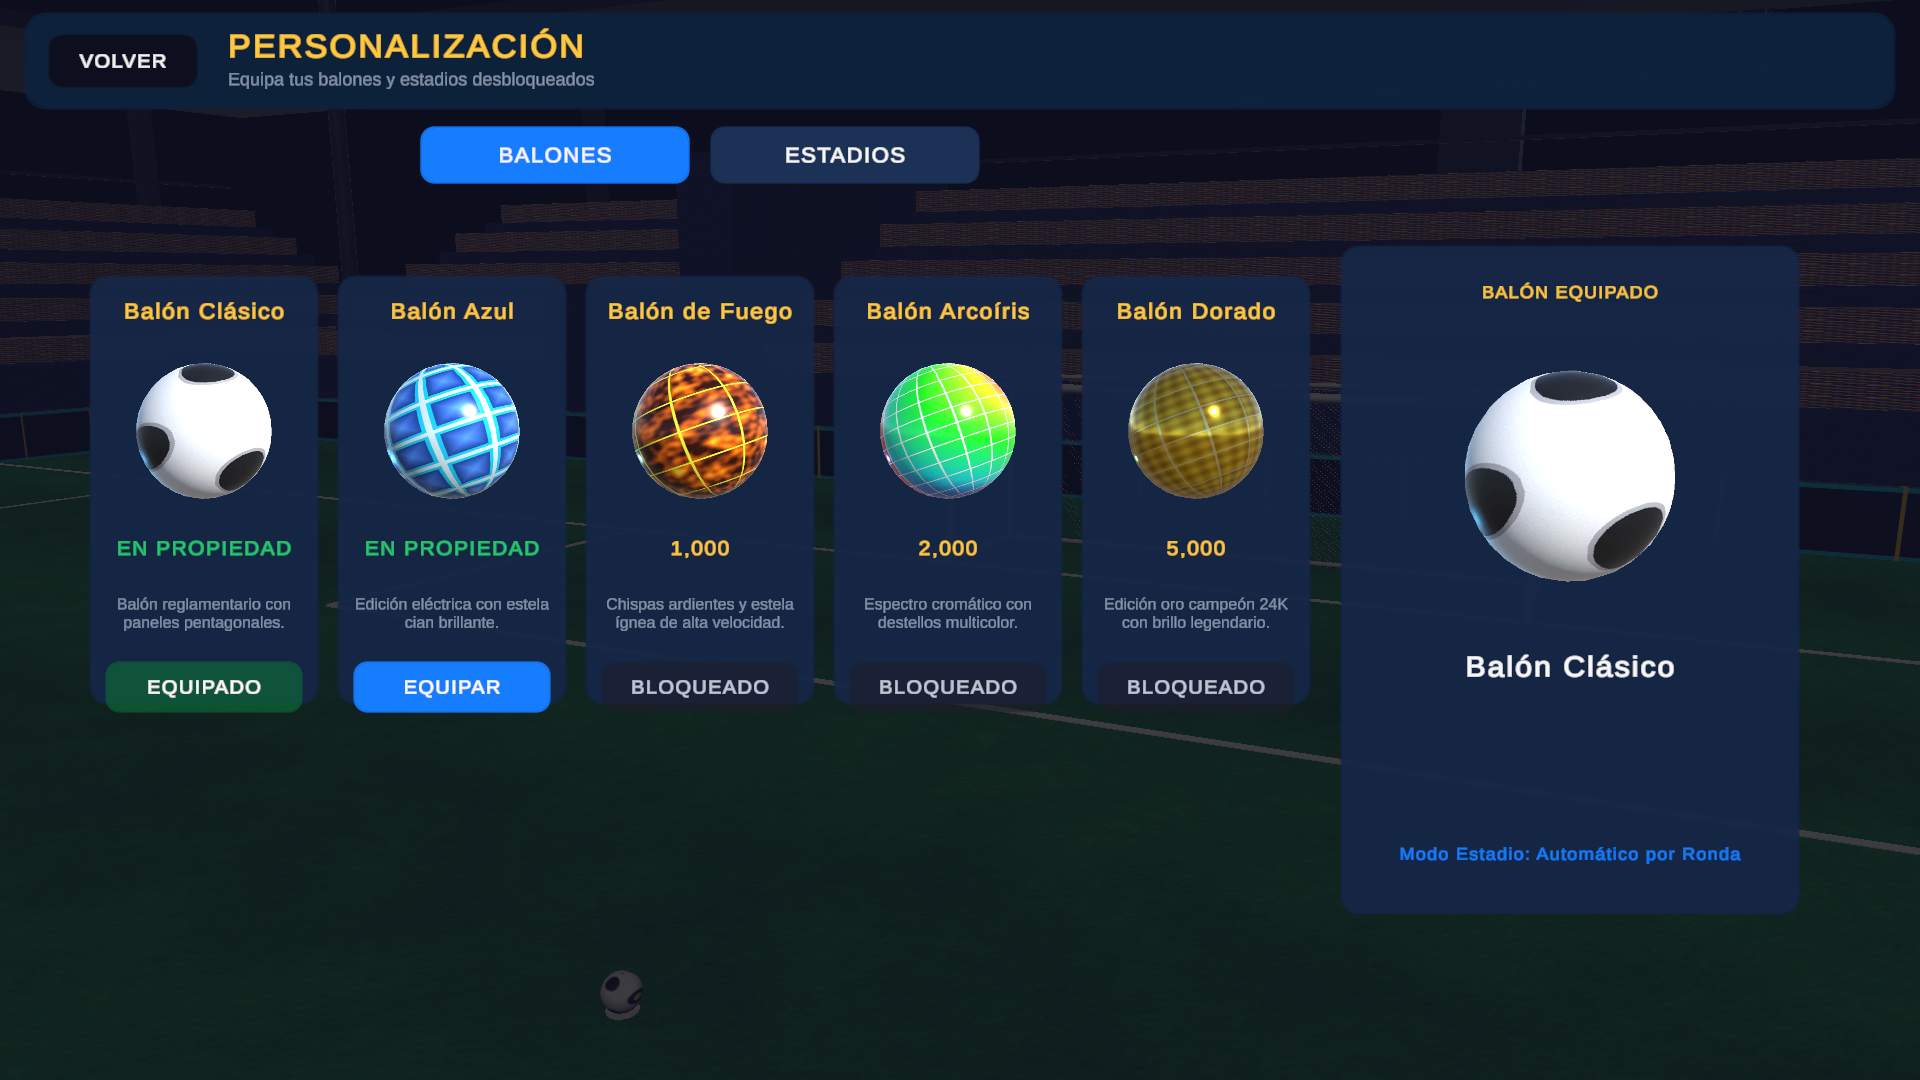 VOLVER
PERSONALIZACIÓN
Equipa tus balones y estadios desbloqueados
BALONES
ESTADIOS
Balón Clásico
EN PROPIEDAD
Balón reglamentario con
paneles pentagonales.
EQUIPADO
Balón Azul
EN PROPIEDAD
Edición eléctrica con estela
cian brillante.
EQUIPAR
Balón de Fuego
1,000
Chispas ardientes y estela
ígnea de alta velocidad.
BLOQUEADO
Balón Arcoíris
2,000
Espectro cromático con
destellos multicolor.
BLOQUEADO
Balón Dorado
5,000
Edición oro campeón 24K
con brillo legendario.
BLOQUEADO
BALÓN EQUIPADO
Balón Clásico
Modo Estadio: Automático por Ronda